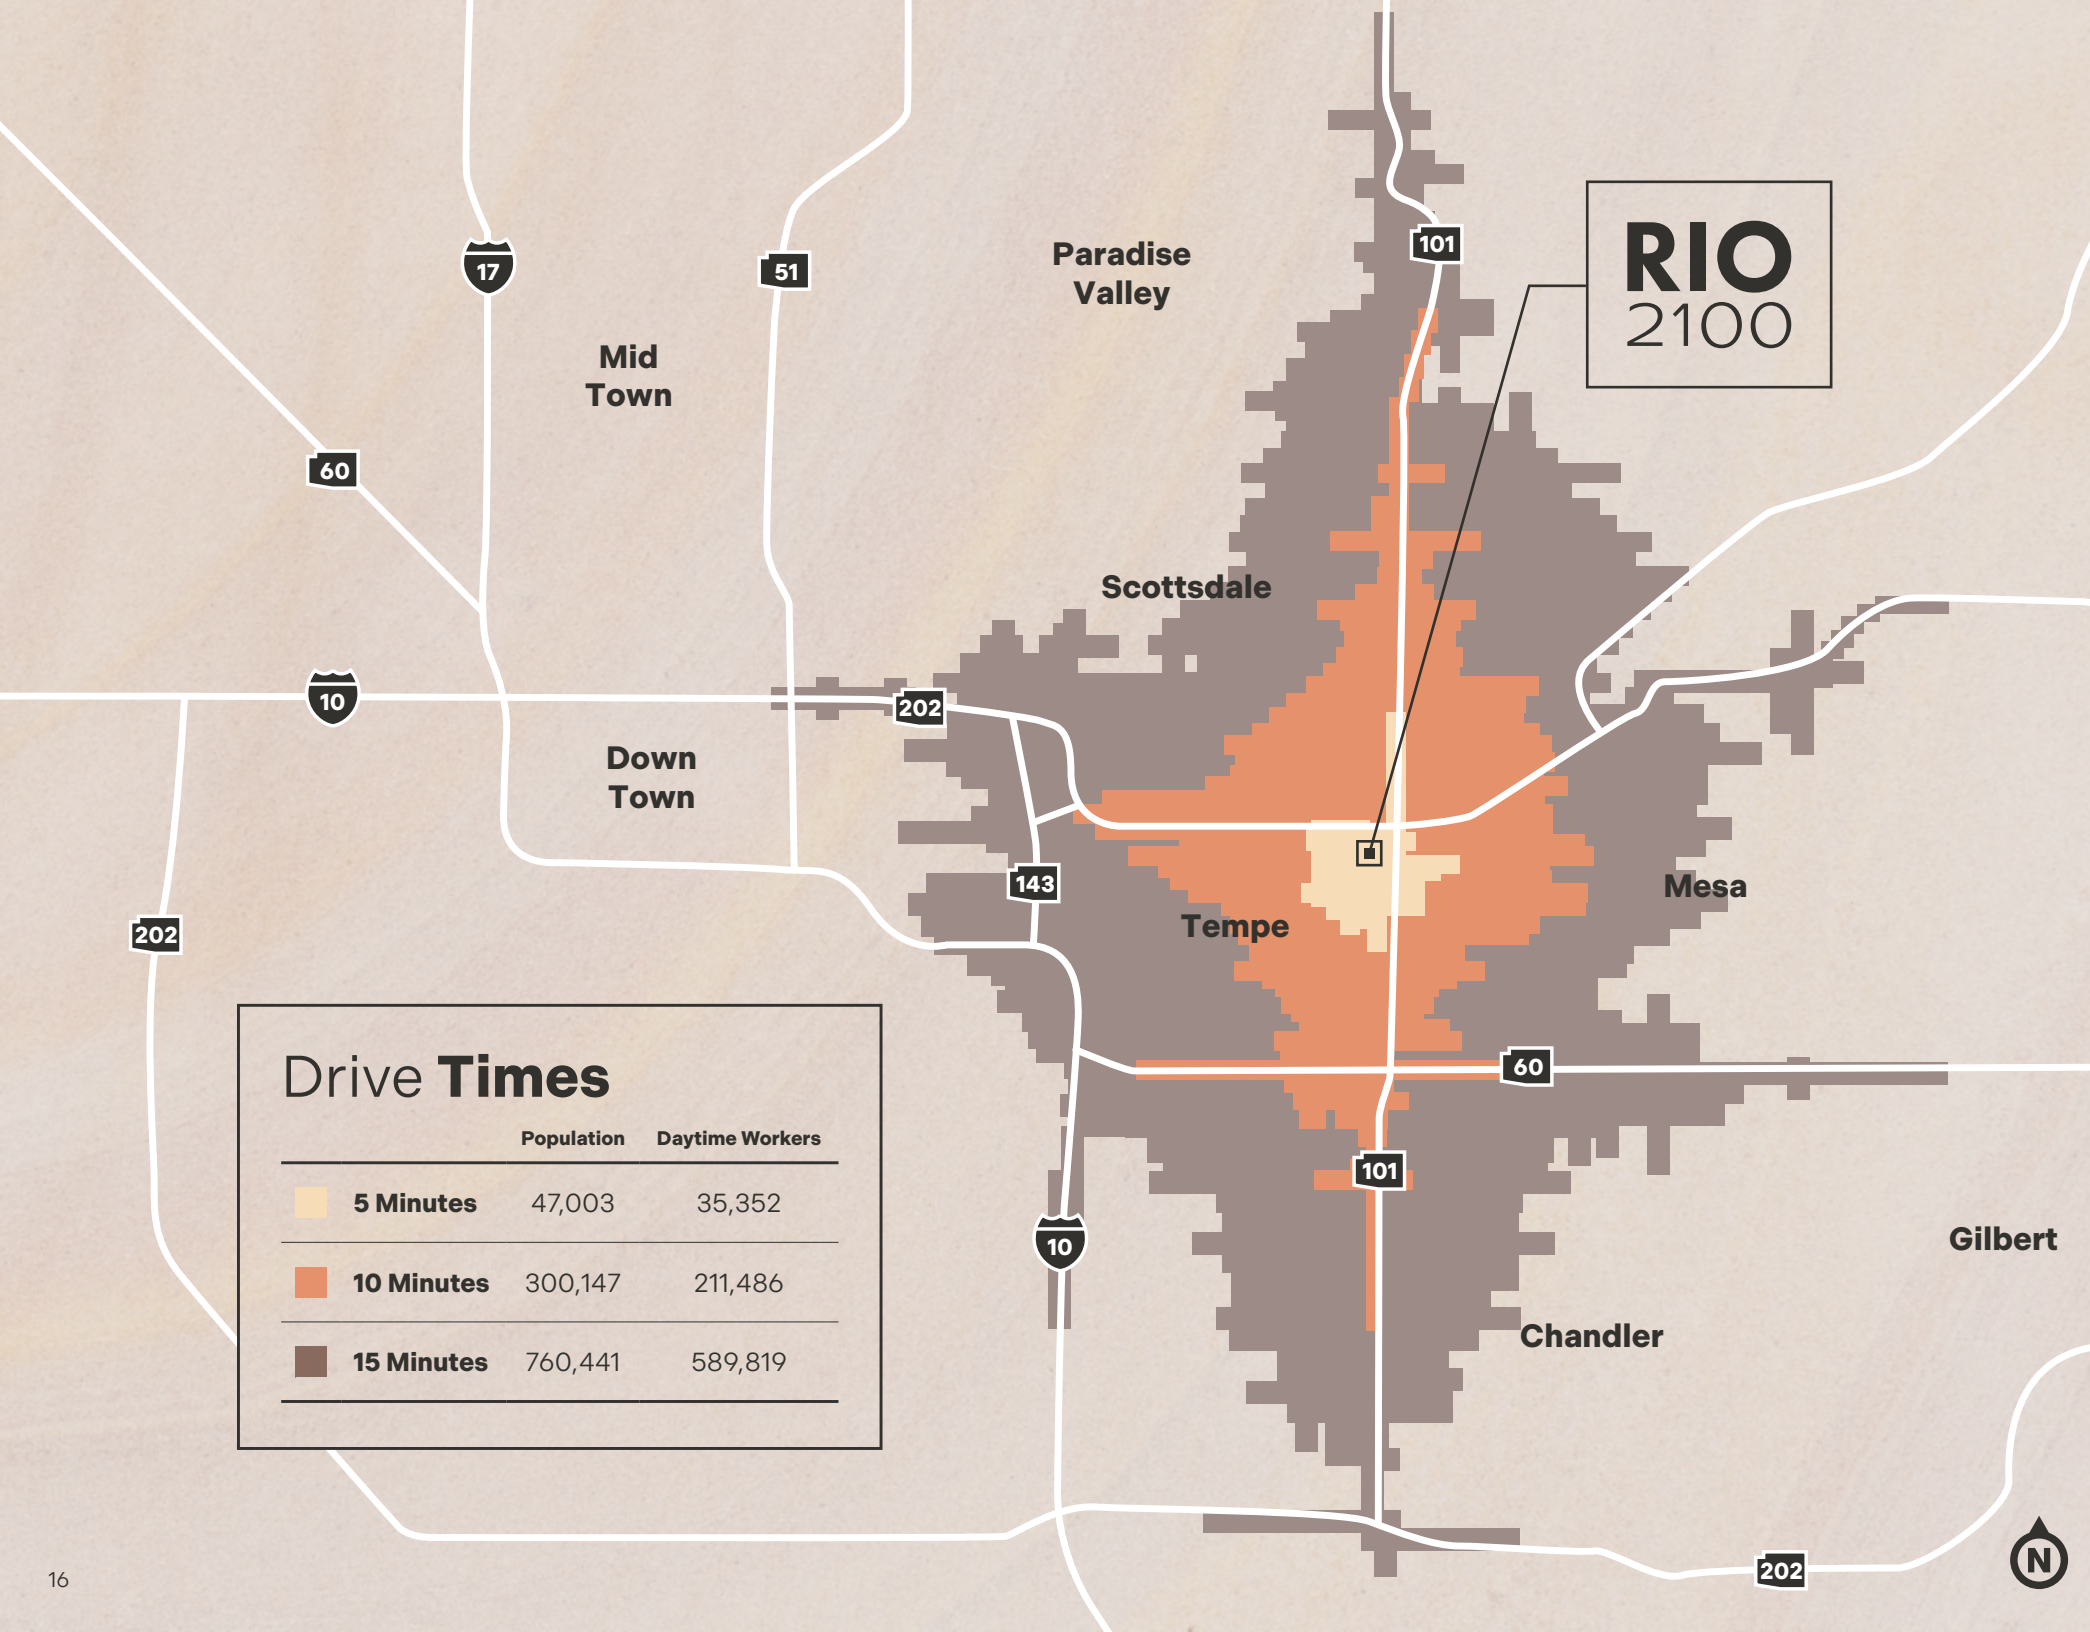 101
RIO
2100
Paradise
Valley
17
51
Mid
Town
60
Scottsdale
10
202
Down
Town
143
Mesa
Tempe
202
Drive Times
Population Daytime Workers
5 Minutes 47,003 35,352
10 Minutes 300,147 211,486
15 Minutes 760,441 589,819
60
101
10
Gilbert
Chandler
202
N
16